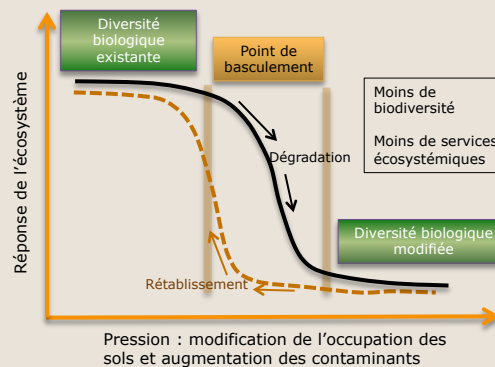 Diversité
biologique
existante
Point de
basculement
Moins de
biodiversité
Moins de services
écosystémiques
Dégradation
Diversité biologique
modifiée
Rétablissement
Réponse de l’écosystème
Pression : modification de l’occupation des
sols et augmentation des contaminants